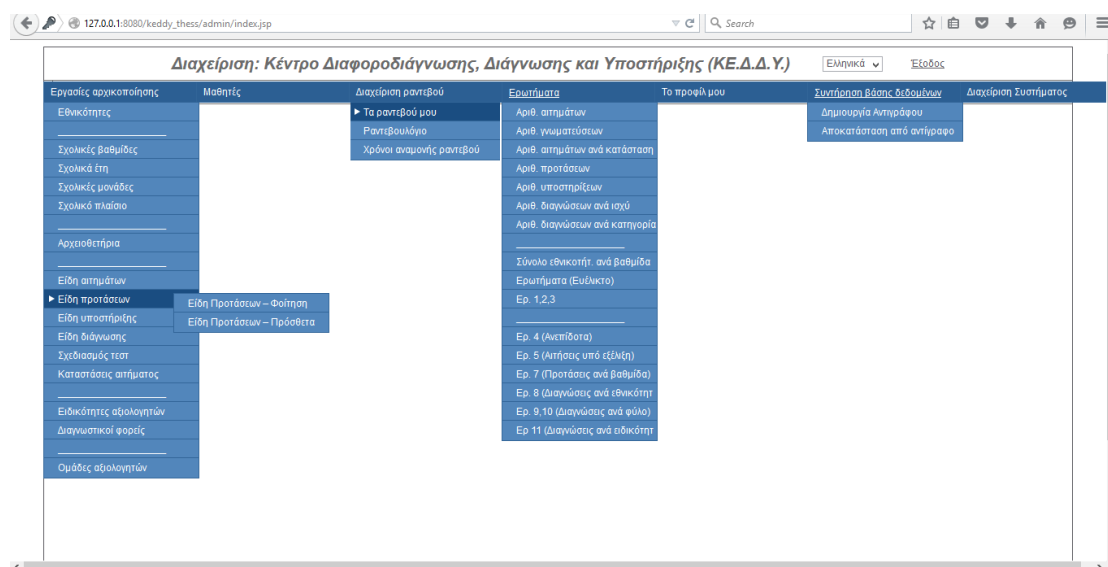 127.0.0.1:8080/keddy_thess/admin/index.jsp
Search
Διαχείριση: Κέντρο Διαφοροδιάγνωσης, Διάγνωσης και Υποστήριξης (ΚΕ.Δ.Δ.Υ.)
Ελληνικά
Έξοδος
Εργασίες αρχικοποίησης
Μαθητές
Διαχείριση ραντεβού
Ερωτήματα
Το προφίλ μου
Συντήρηση βάσης δεδομένων
Διαχείριση Συστήματος
Εθνικότητες
Σχολικές βαθμίδες
Σχολικά έτη
Σχολικές μονάδες
Σχολικό πλαίσιο
Αρχειοθετήρια
Είδη αιτημάτων
Είδη προτάσεων
Είδη υποστήριξης
Είδη διάγνωσης
Σχεδιασμός τεστ
Καταστάσεις αιτήματος
Ειδικότητες αξιολογητών
Διαγνωστικοί φορείς
Ομάδες αξιολογητών
Είδη Προτάσεων – Φοίτηση
Είδη Προτάσεων – Πρόσθετα
Τα ραντεβού μου
Ραντεβουλόγιο
Χρόνοι αναμονής ραντεβού
Αριθ. αιτημάτων
Αριθ. γνωματεύσεων
Αριθ. αιτημάτων ανά κατάσταση
Αριθ. προτάσεων
Αριθ. υποστηρίξεων
Αριθ. διαγνώσεων ανά ισχύ
Αριθ. διαγνώσεων ανά κατηγορία
Σύνολο εθνικοτήτ. ανά βαθμίδα
Ερωτήματα (Ευέλικτο)
Ερ. 1,2,3
Ερ. 4 (Ανεπίδοτα)
Ερ. 5 (Αιτήσεις υπό εξέλιξη)
Ερ. 7 (Προτάσεις ανά βαθμίδα)
Ερ. 8 (Διαγνώσεις ανά εθνικότητ
Ερ. 9,10 (Διαγνώσεις ανά φύλο)
Ερ 11 (Διαγνώσεις ανά ειδικότητ
Δημιουργία Αντιγράφου
Αποκατάσταση από αντίγραφο